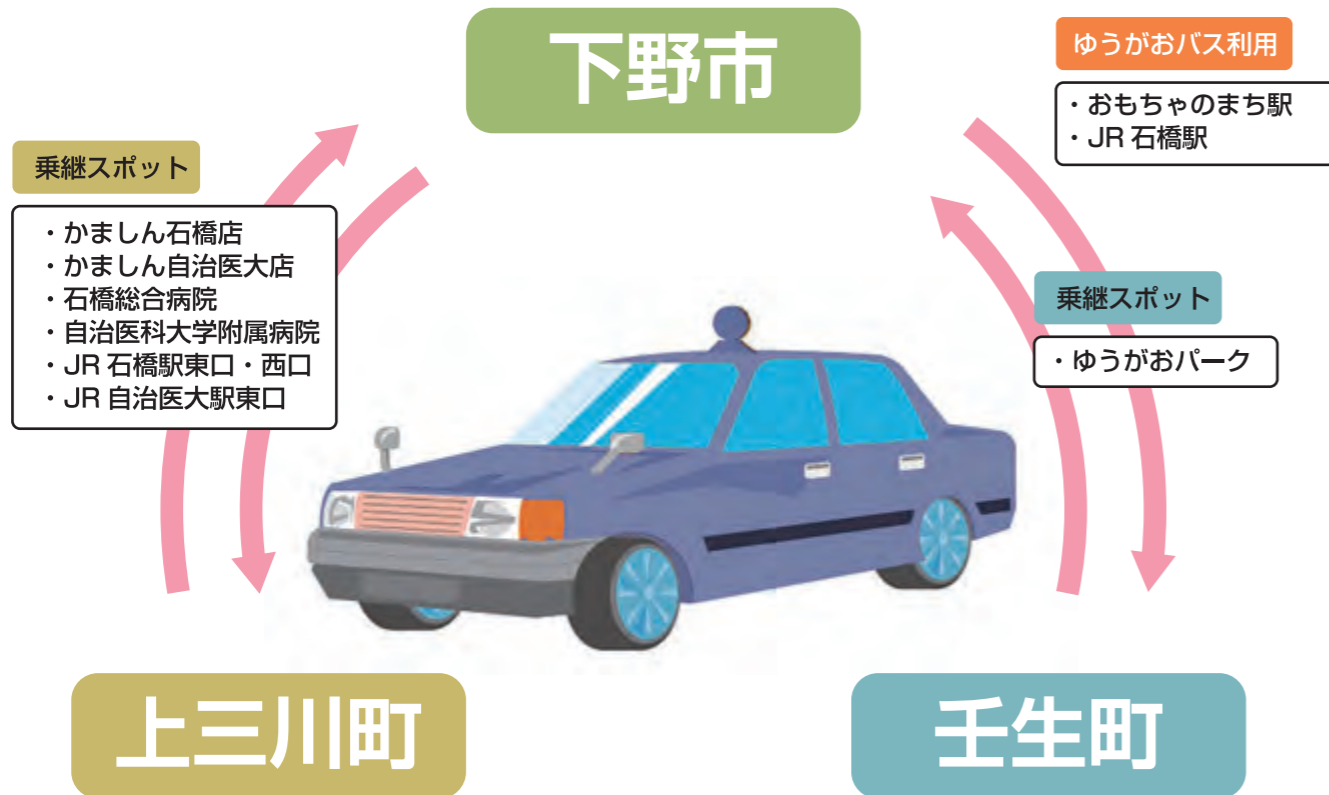 下野市
ゆうがおバス利用
・おもちゃのまち駅
・JR 石橋駅
乗継スポット
・かましん石橋店
・かましん自治医大店
・石橋総合病院
・自治医科大学附属病院
・JR 石橋駅東口・西口
・JR 自治医大駅東口
乗継スポット
・ゆうがおパーク
上三川町
壬生町